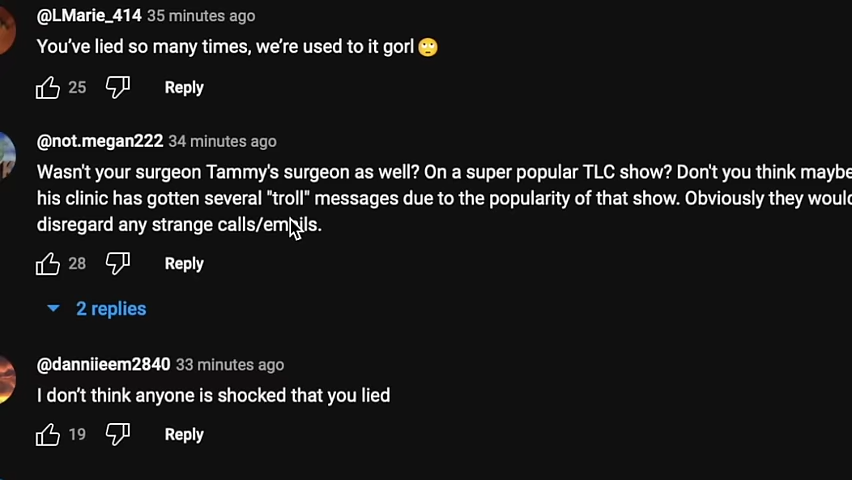 @LMarie_414 35 minutes ago
You've lied so many times, we're used to it gorl 🙄
25 Reply
@not.megan222 34 minutes ago
Wasn't your surgeon Tammy's surgeon as well? On a super popular TLC show? Don't you think maybe
his clinic has gotten several "troll" messages due to the popularity of that show. Obviously they would
disregard any strange calls/emails.
28 Reply
2 replies
@danniieem2840 33 minutes ago
I don't think anyone is shocked that you lied
19 Reply